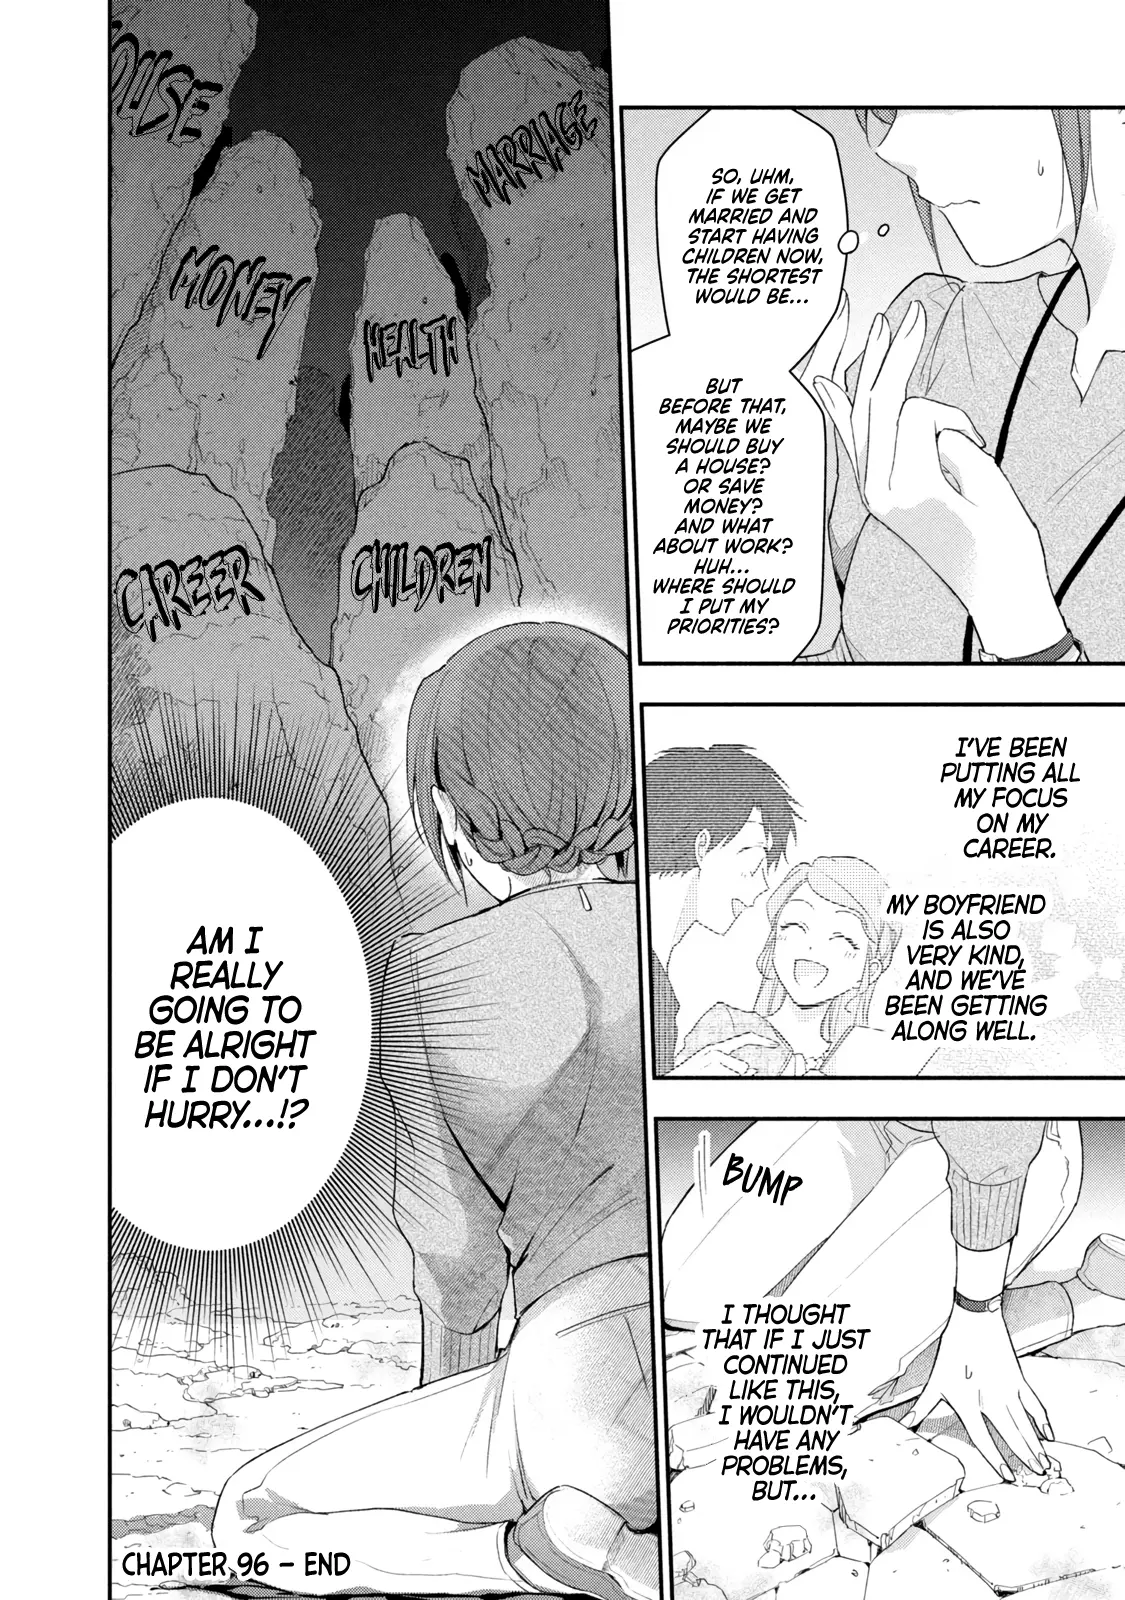 SO, UHM,
IF WE GET
MARRIED AND
START HAVING
CHILDREN NOW,
THE SHORTEST
WOULD BE...
BUT
BEFORE THAT,
MAYBE WE
SHOULD BUY
A HOUSE?
OR SAVE
MONEY?
AND WHAT
ABOUT WORK?
HUH...
WHERE SHOULD
I PUT MY
PRIORITIES?
I'VE BEEN
PUTTING ALL
MY FOCUS
ON MY
CAREER.
MY BOYFRIEND
IS ALSO
VERY KIND,
AND WE'VE
BEEN GETTING
ALONG WELL.
BUMP
I THOUGHT
THAT IF I JUST
CONTINUED
LIKE THIS,
I WOULDN'T
HAVE ANY
PROBLEMS,
BUT...
MARRIAGE
OUSE
MONEY
HEALTH
CHILDREN
CAREER
AM I
REALLY
GOING TO
BE ALRIGHT
IF I DON'T
HURRY...!?
CHAPTER 96 – END